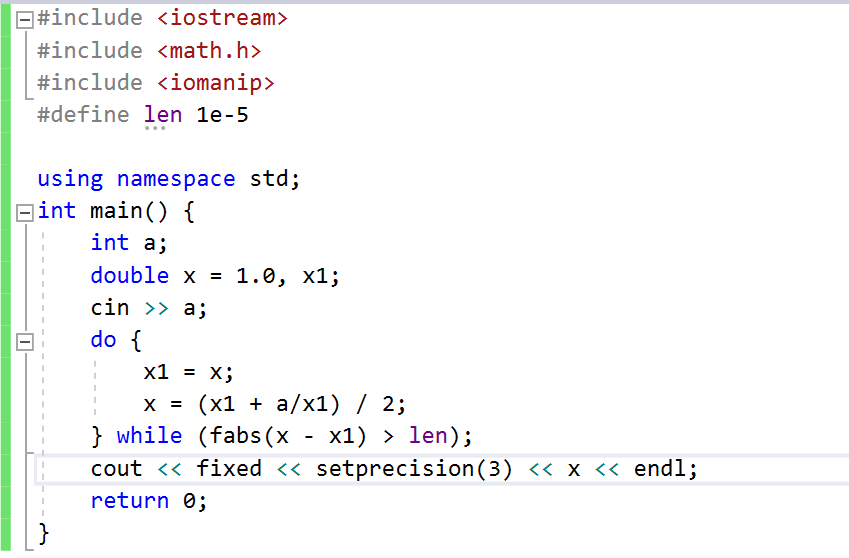 #include <iostream>
#include <math.h>
#include <iomanip>
#define len 1e-5
using namespace std;
int main() {
int a;
double x = 1.0, x1;
cin >> a;
do {
x1 = x;
x = (x1 + a/x1) / 2;
} while (fabs(x - x1) > len);
cout << fixed << setprecision(3) << x << endl;
return 0;
}